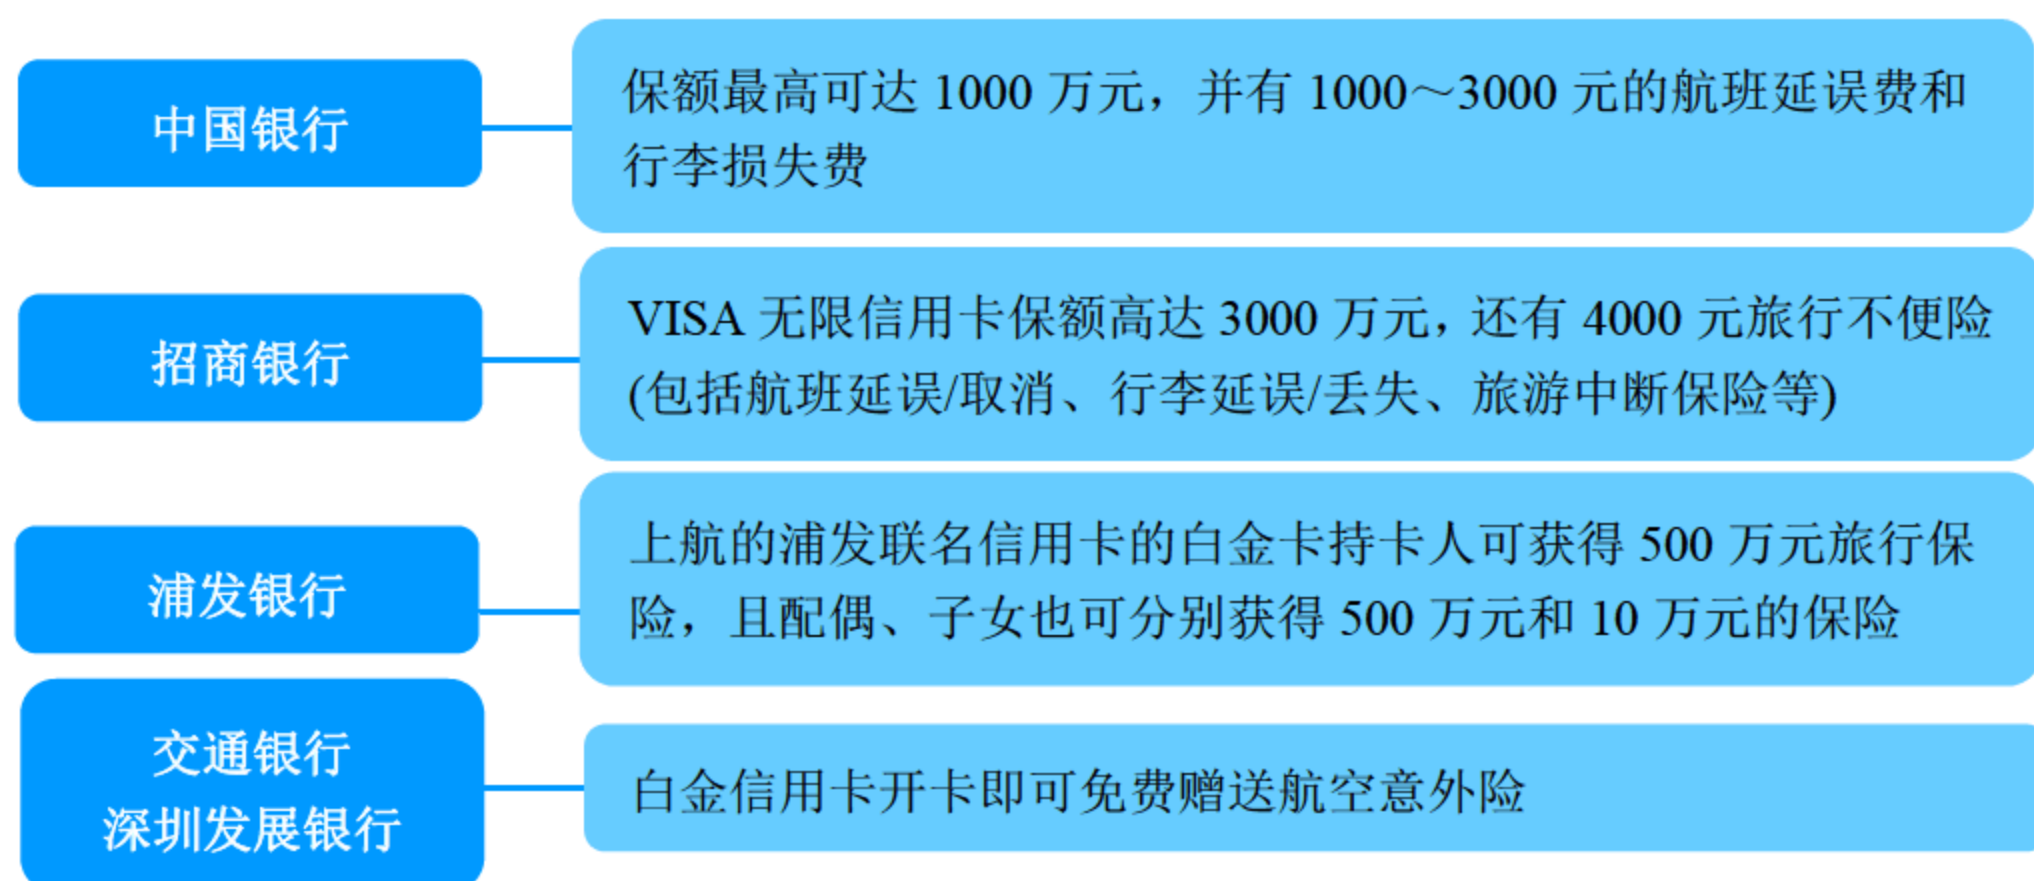 中国银行
保额最高可达 1000 万元，并有 1000～3000 元的航班延误费和
行李损失费
招商银行
VISA 无限信用卡保额高达 3000 万元，还有 4000 元旅行不便险
(包括航班延误/取消、行李延误/丢失、旅游中断保险等)
浦发银行
上航的浦发联名信用卡的白金卡持卡人可获得 500 万元旅行保
险，且配偶、子女也可分别获得 500 万元和 10 万元的保险
交通银行
深圳发展银行
白金信用卡开卡即可免费赠送航空意外险